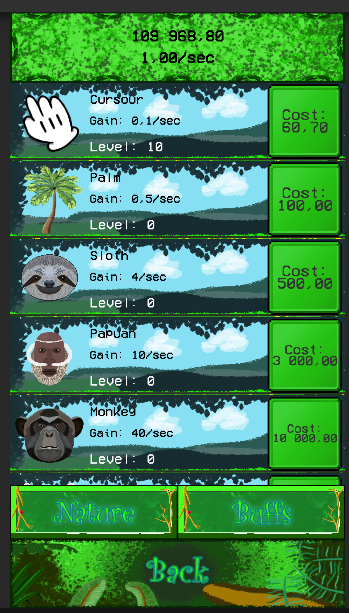 109 968.80
1.00/sec
Cursour
Gain: 0,1/sec
Level: 10
Cost:
60,70
Palm
Gain: 0,5/sec
Level: 0
Cost:
100,00
Sloth
Gain: 4/sec
Level: 0
Cost:
500,00
Papuan
Gain: 10/sec
Level: 0
Cost:
3 000,00
Monkey
Gain: 40/sec
Level: 0
Cost:
10 000,00
Nature
Buffs
Back